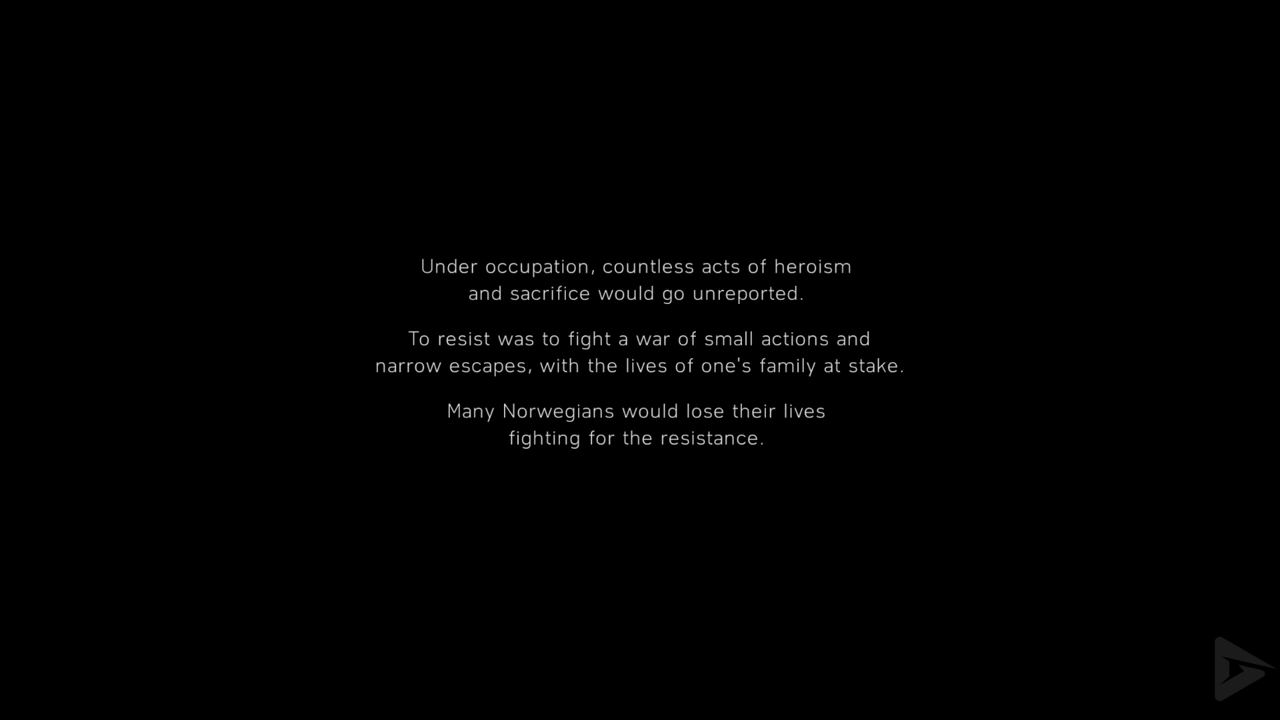 Under occupation, countless acts of heroism
and sacrifice would go unreported.
To resist was to fight a war of small actions and
narrow escapes, with the lives of one's family at stake.
Many Norwegians would lose their lives
fighting for the resistance.